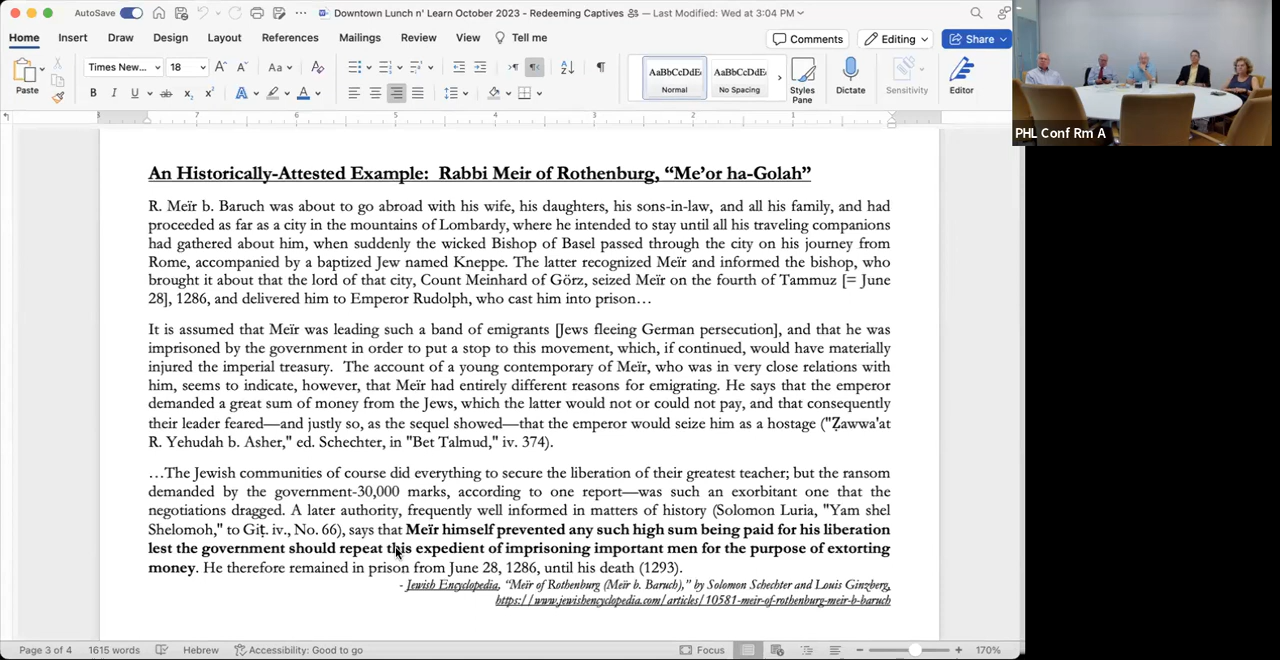 AutoSave
Downtown Lunch n' Learn October 2023 - Redeeming Captives — Last Modified: Wed at 3:04 PM
Home Insert Draw Design Layout References Mailings Review View Tell me
Comments Editing Share
Paste
Times New... 18
AaBbCcDdE AaBbCcDdE
Normal No Spacing
Styles Pane
Dictate
Sensitivity
Editor
PHL Conf Rm A
7 6 5 4 3 2 1
An Historically-Attested Example: Rabbi Meir of Rothenburg, “Me’or ha-Golah”
R. Meïr b. Baruch was about to go abroad with his wife, his daughters, his sons-in-law, and all his family, and had
proceeded as far as a city in the mountains of Lombardy, where he intended to stay until all his traveling companions
had gathered about him, when suddenly the wicked Bishop of Basel passed through the city on his journey from
Rome, accompanied by a baptized Jew named Kneppe. The latter recognized Meïr and informed the bishop, who
brought it about that the lord of that city, Count Meinhard of Görz, seized Meïr on the fourth of Tammuz [= June
28], 1286, and delivered him to Emperor Rudolph, who cast him into prison…
It is assumed that Meïr was leading such a band of emigrants [Jews fleeing German persecution], and that he was
imprisoned by the government in order to put a stop to this movement, which, if continued, would have materially
injured the imperial treasury. The account of a young contemporary of Meïr, who was in very close relations with
him, seems to indicate, however, that Meïr had entirely different reasons for emigrating. He says that the emperor
demanded a great sum of money from the Jews, which the latter would not or could not pay, and that consequently
their leader feared—and justly so, as the sequel showed—that the emperor would seize him as a hostage ("Ẓawwa'at
R. Yehudah b. Asher," ed. Schechter, in "Bet Talmud," iv. 374).
…The Jewish communities of course did everything to secure the liberation of their greatest teacher; but the ransom
demanded by the government-30,000 marks, according to one report—was such an exorbitant one that the
negotiations dragged. A later authority, frequently well informed in matters of history (Solomon Luria, "Yam shel
Shelomoh," to Giṭ. iv., No. 66), says that Meïr himself prevented any such high sum being paid for his liberation
lest the government should repeat this expedient of imprisoning important men for the purpose of extorting
money. He therefore remained in prison from June 28, 1286, until his death (1293).
- Jewish Encyclopedia, “Meïr of Rothenburg (Meïr b. Baruch),” by Solomon Schechter and Louis Ginzberg,
https://www.jewishencyclopedia.com/articles/10581-meir-of-rothenburg-meir-b-baruch
Page 3 of 4 1615 words Hebrew Accessibility: Good to go Focus 170%